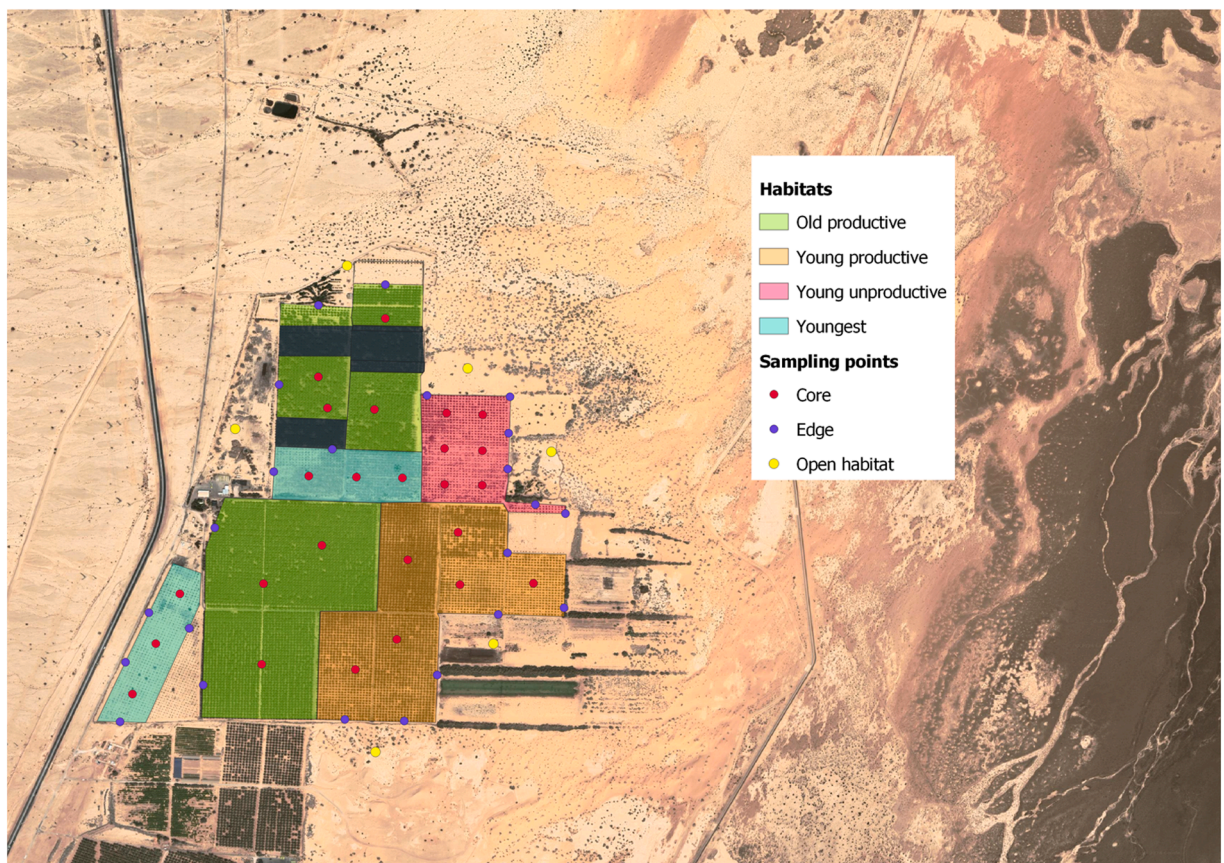 Habitats
Old productive
Young productive
Young unproductive
Youngest
Sampling points
Core
Edge
Open habitat